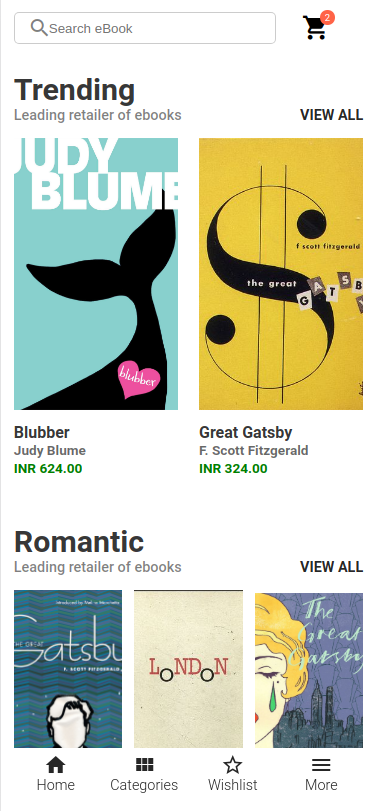 Search eBook
2
Trending
Leading retailer of ebooks
VIEW ALL
JUDY
BLUME
blubber
f scott fitzgerald
the great
GATS
Blubber
Judy Blume
INR 624.00
Great Gatsby
F. Scott Fitzgerald
INR 324.00
Romantic
Leading retailer of ebooks
VIEW ALL
THE GREAT
Gatsby
F. SCOTT FITZGERALD
LONDON
The
Great
Gatsby
Home
Categories
Wishlist
More